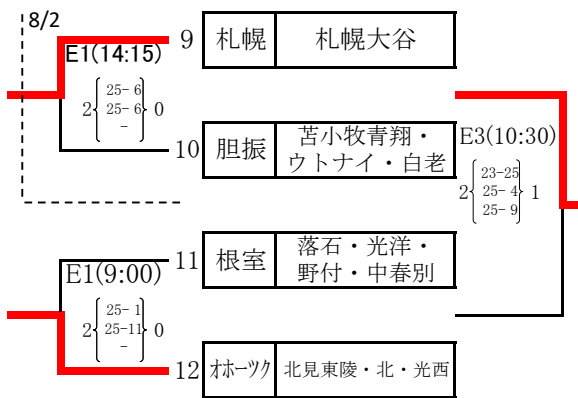 8/2
E1(14:15)
2 25-6 0
25-6
-
9 札幌 札幌大谷
10 胆振 苫小牧青翔・
ウトナイ・白老
E3(10:30)
2 23-25 1
25-4
25-9
E1(9:00)
2 25-1 0
25-11
-
11 根室 落石・光洋・
野付・中春別
12 ｵﾎｰﾂｸ 北見東陵・北・光西